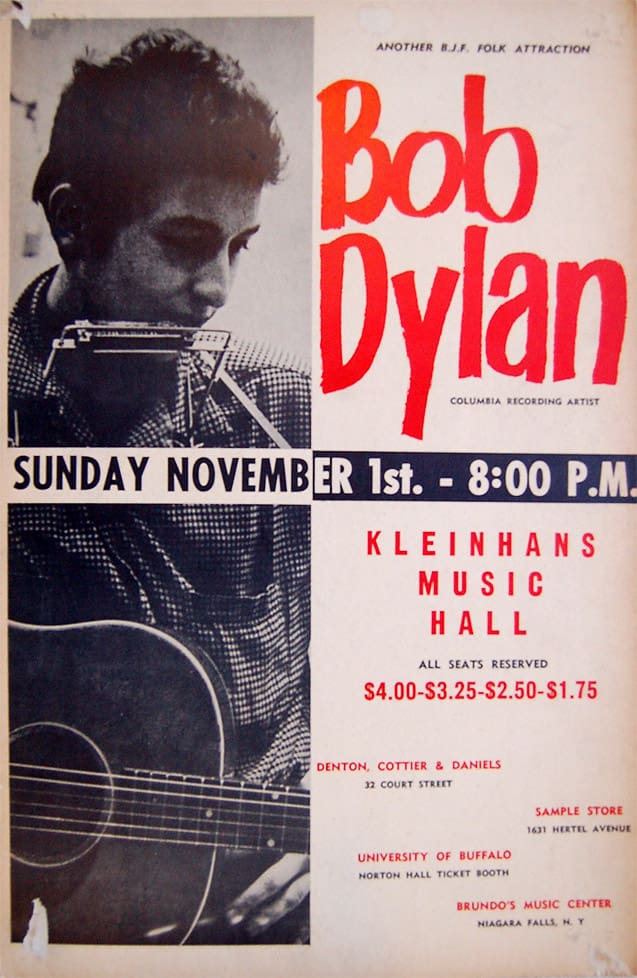 ANOTHER B.J.F. FOLK ATTRACTION
Bob
Dylan
COLUMBIA RECORDING ARTIST
SUNDAY NOVEMBER 1st. - 8:00 P.M.
KLEINHANS
MUSIC
HALL
ALL SEATS RESERVED
$4.00-$3.25-$2.50-$1.75
DENTON, COTTIER & DANIELS
32 COURT STREET
SAMPLE STORE
1631 HERTEL AVENUE
UNIVERSITY OF BUFFALO
NORTON HALL TICKET BOOTH
BRUNDO'S MUSIC CENTER
NIAGARA FALLS, N. Y